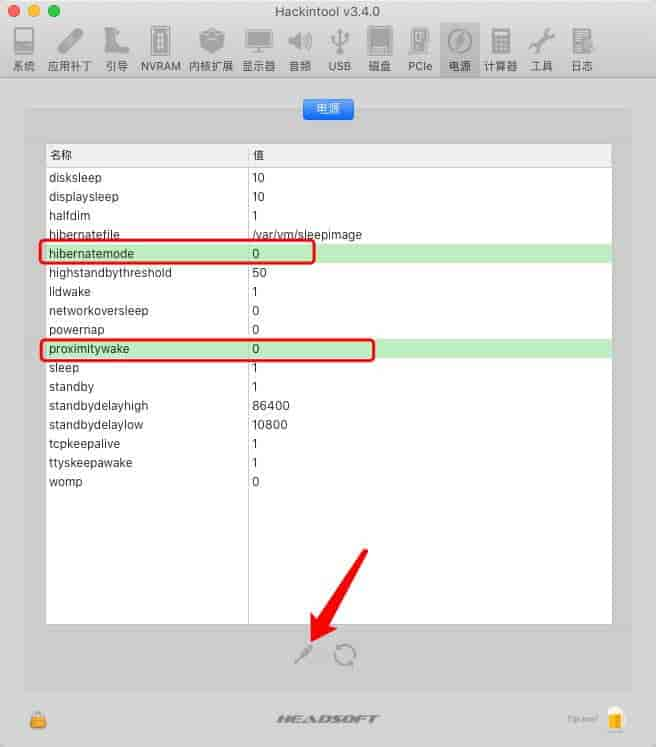 Hackintool v3.4.0
系统 应用补丁 引导 NVRAM 内核扩展 显示器 音频 USB 磁盘 PCIe 电源 计算器 工具 日志
电源
名称 值
disksleep 10
displaysleep 10
halfdim 1
hibernatefile /var/vm/sleepimage
hibernatemode 0
highstandbythreshold 50
lidwake 1
networkoversleep 0
powernap 0
proximitywake 0
sleep 1
standby 1
standbydelayhigh 86400
standbydelaylow 10800
tcpkeepalive 1
ttyskeepawake 1
womp 0
HEADSOFT
Tip me?